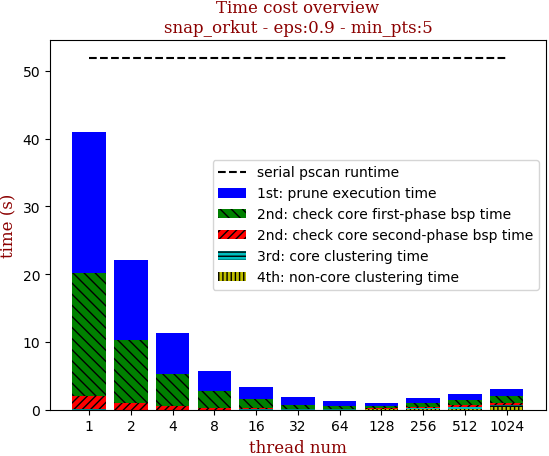 Time cost overview
snap_orkut - eps:0.9 - min_pts:5
time (s)
50
40
30
20
10
0
serial pscan runtime
1st: prune execution time
2nd: check core first-phase bsp time
2nd: check core second-phase bsp time
3rd: core clustering time
4th: non-core clustering time
1 2 4 8 16 32 64 128 256 512 1024
thread num